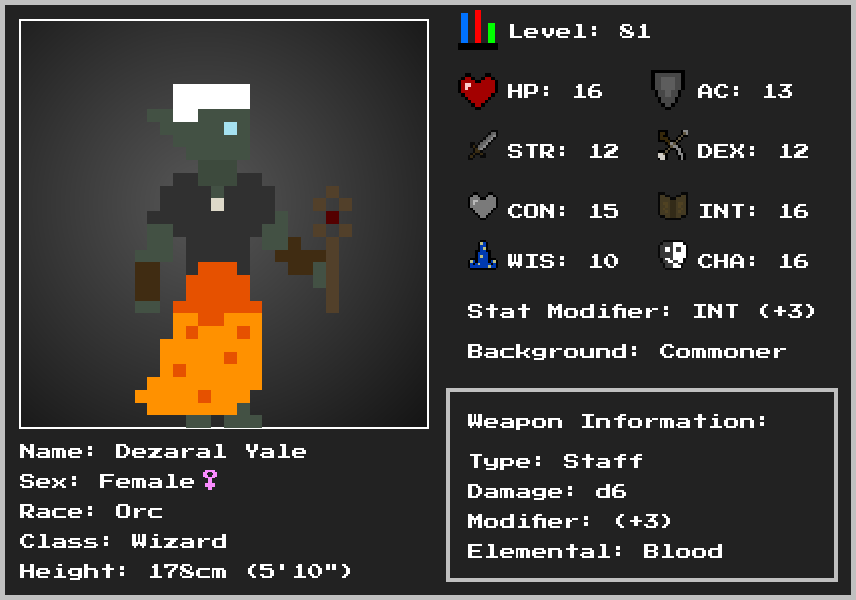 Level: 81
HP: 16 AC: 13
STR: 12 DEX: 12
CON: 15 INT: 16
WIS: 10 CHA: 16
Stat Modifier: INT (+3)
Background: Commoner
Weapon Information:
Type: Staff
Damage: d6
Modifier: (+3)
Elemental: Blood
Name: Dezaral Yale
Sex: Female♀
Race: Orc
Class: Wizard
Height: 178cm (5'10")